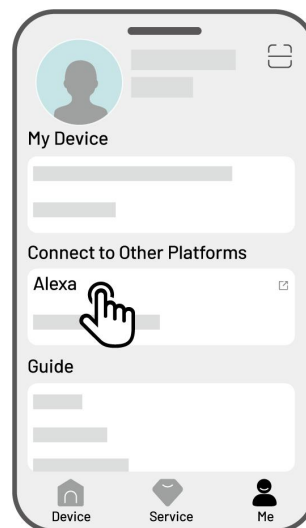 My Device
Connect to Other Platforms
Alexa
Guide
Device Service Me